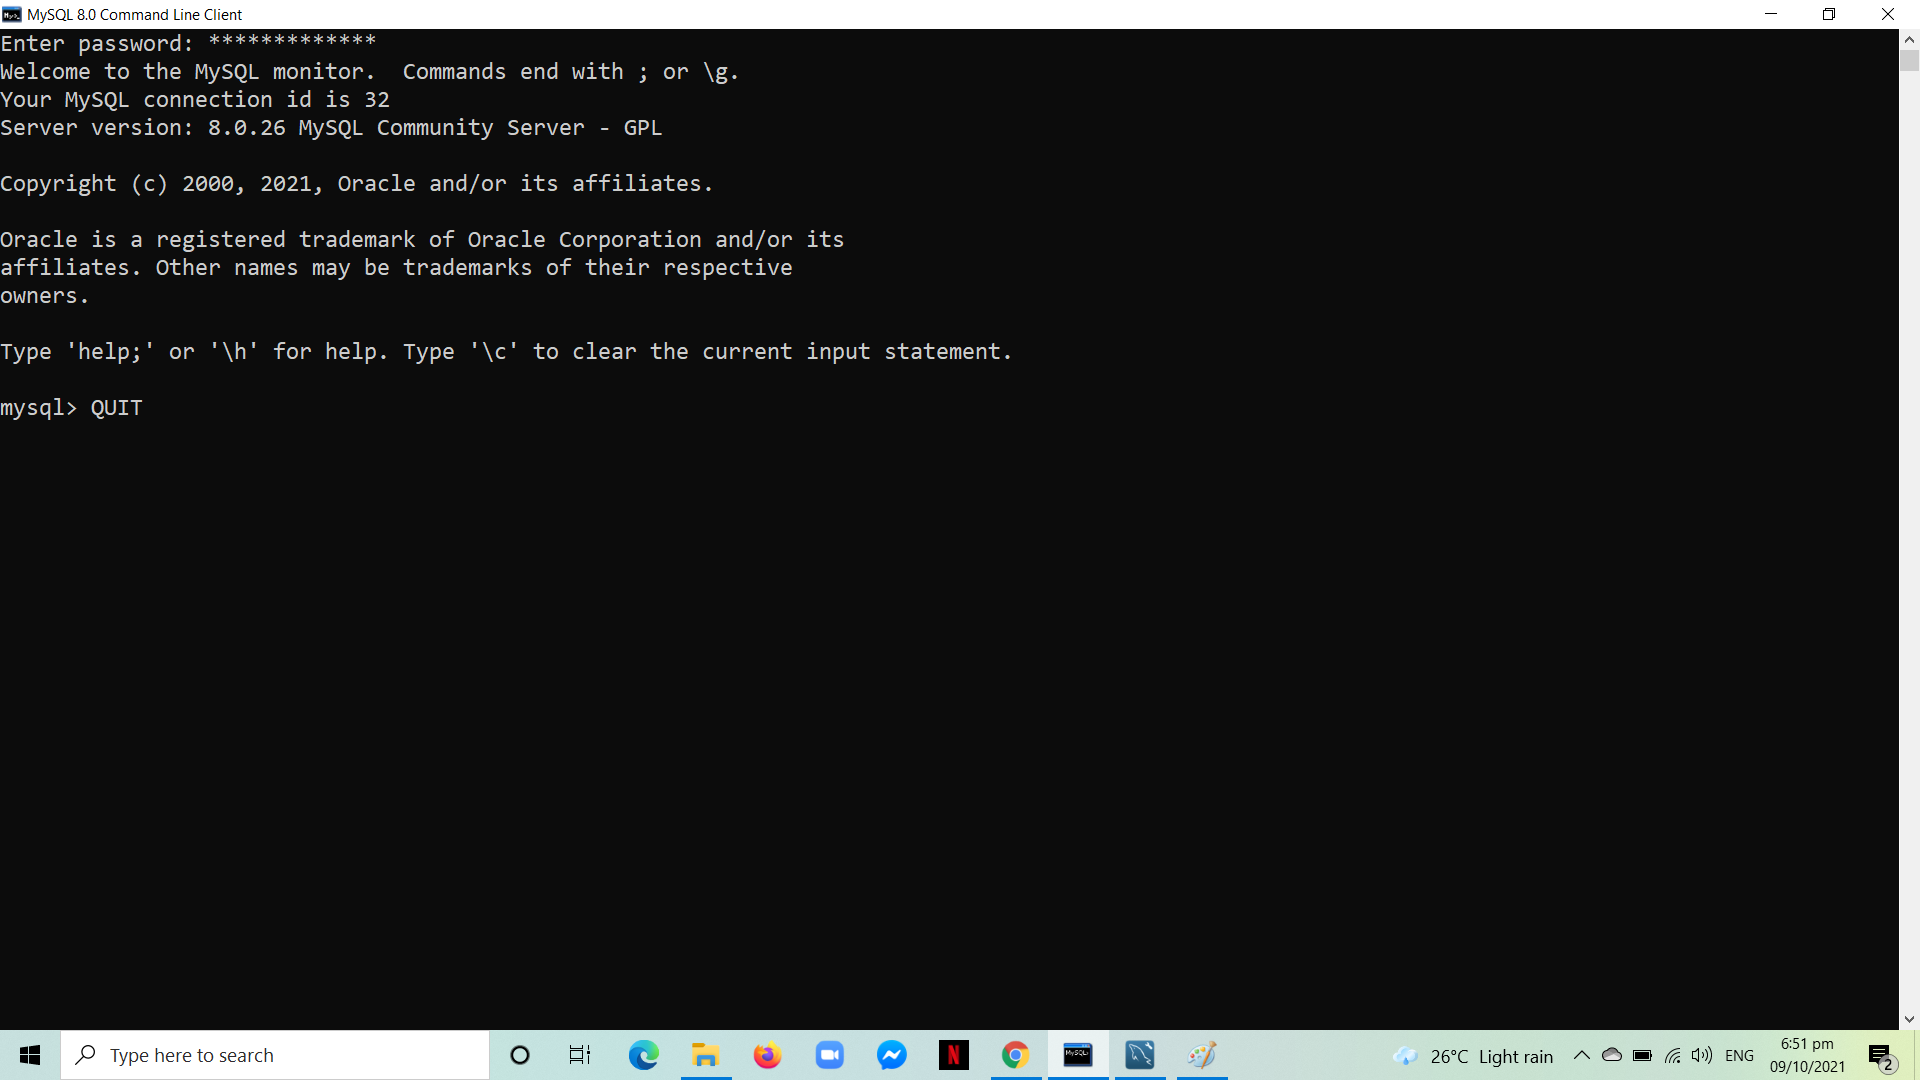 MySQL 8.0 Command Line Client
Enter password: *************
Welcome to the MySQL monitor.  Commands end with ; or \g.
Your MySQL connection id is 32
Server version: 8.0.26 MySQL Community Server - GPL
Copyright (c) 2000, 2021, Oracle and/or its affiliates.
Oracle is a registered trademark of Oracle Corporation and/or its
affiliates. Other names may be trademarks of their respective
owners.
Type 'help;' or '\h' for help. Type '\c' to clear the current input statement.
mysql> QUIT
Type here to search
N
MySQL
26°C Light rain
ENG
6:51 pm
09/10/2021
2